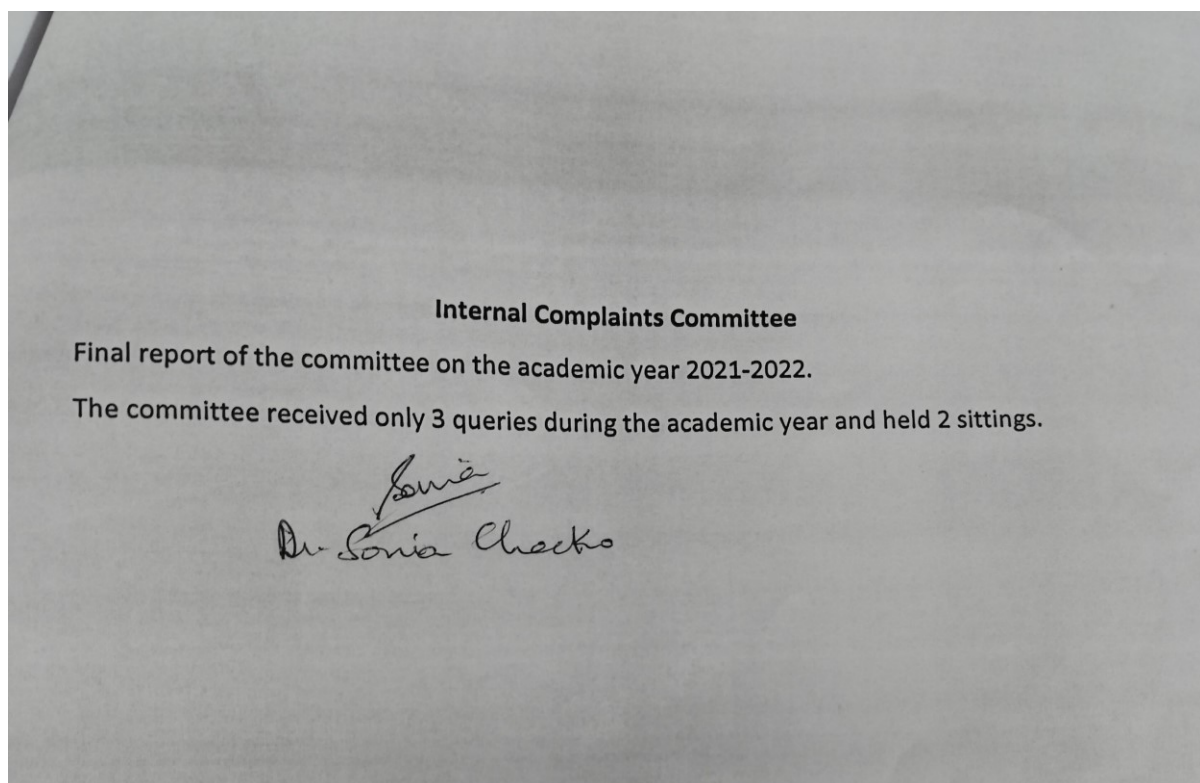 Internal Complaints Committee
Final report of the committee on the academic year 2021-2022.
The committee received only 3 queries during the academic year and held 2 sittings.
Sonia
Dr. Sonia Chacko